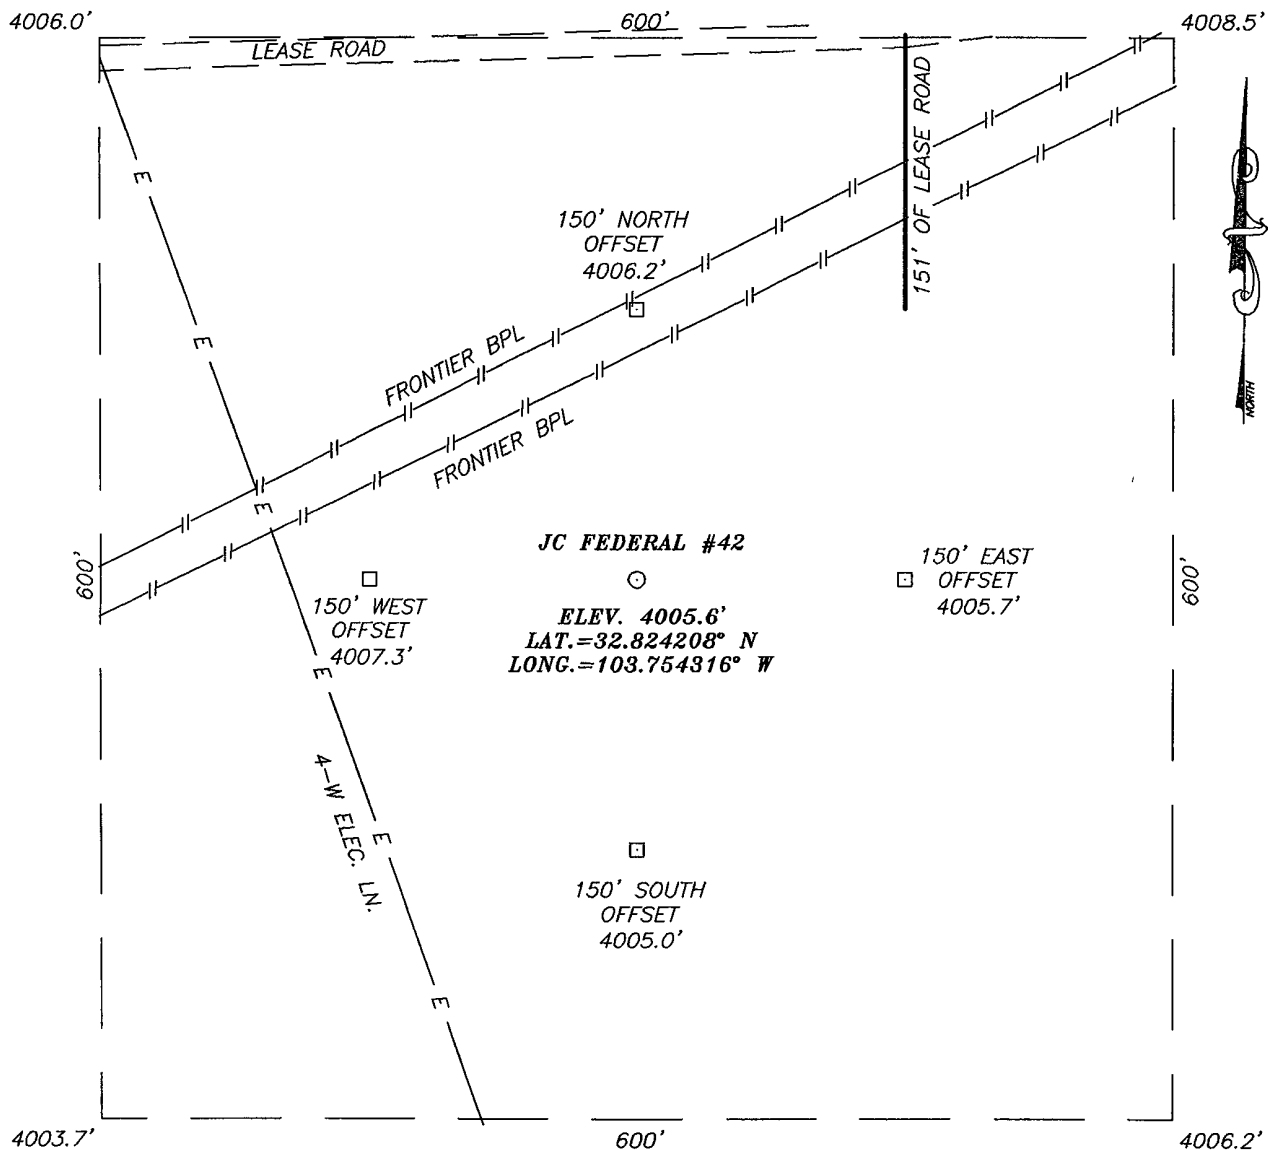 4006.0'
600'
4008.5'
LEASE ROAD
151' OF LEASE ROAD
NORTH
150' NORTH
OFFSET
4006.2'
E
E
FRONTIER BPL
FRONTIER BPL
E
600'
JC FEDERAL #42
ELEV. 4005.6'
LAT.=32.824208° N
LONG.=103.754316° W
150' WEST
OFFSET
4007.3'
150' EAST
OFFSET
4005.7'
600'
E
4-W ELEC. LN.
E
150' SOUTH
OFFSET
4005.0'
E
4003.7'
600'
4006.2'